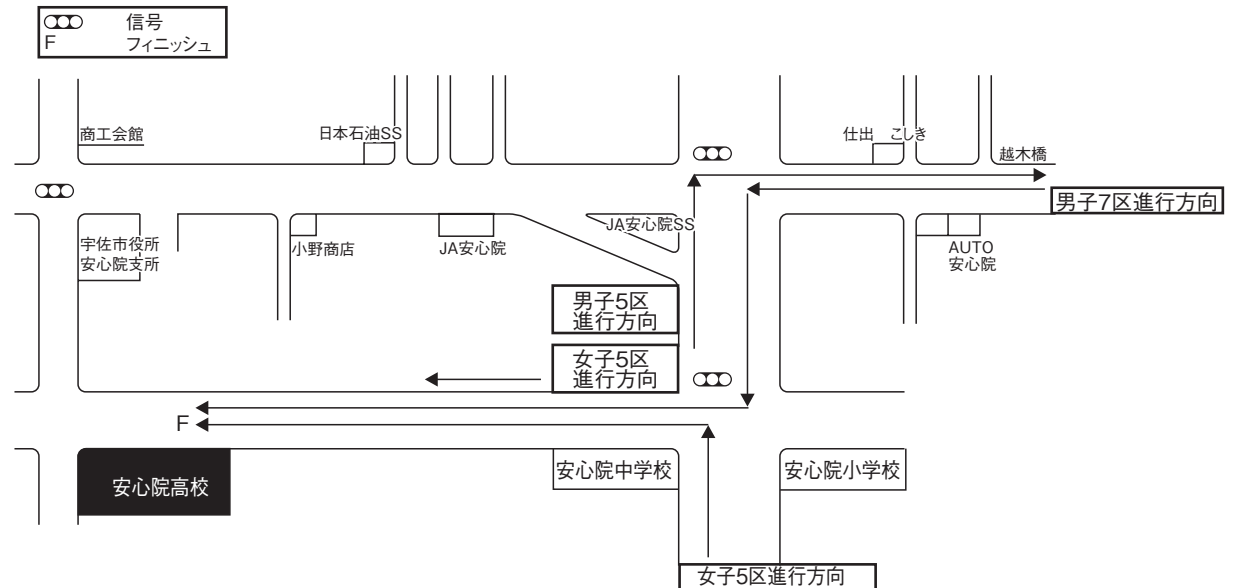 信号
F フィニッシュ
商工会館
日本石油SS
仕出 こしき
越木橋
男子7区進行方向
宇佐市役所
安心院支所
小野商店
JA安心院
JA安心院SS
AUTO
安心院
男子5区
進行方向
女子5区
進行方向
F
安心院高校
安心院中学校
安心院小学校
女子5区進行方向